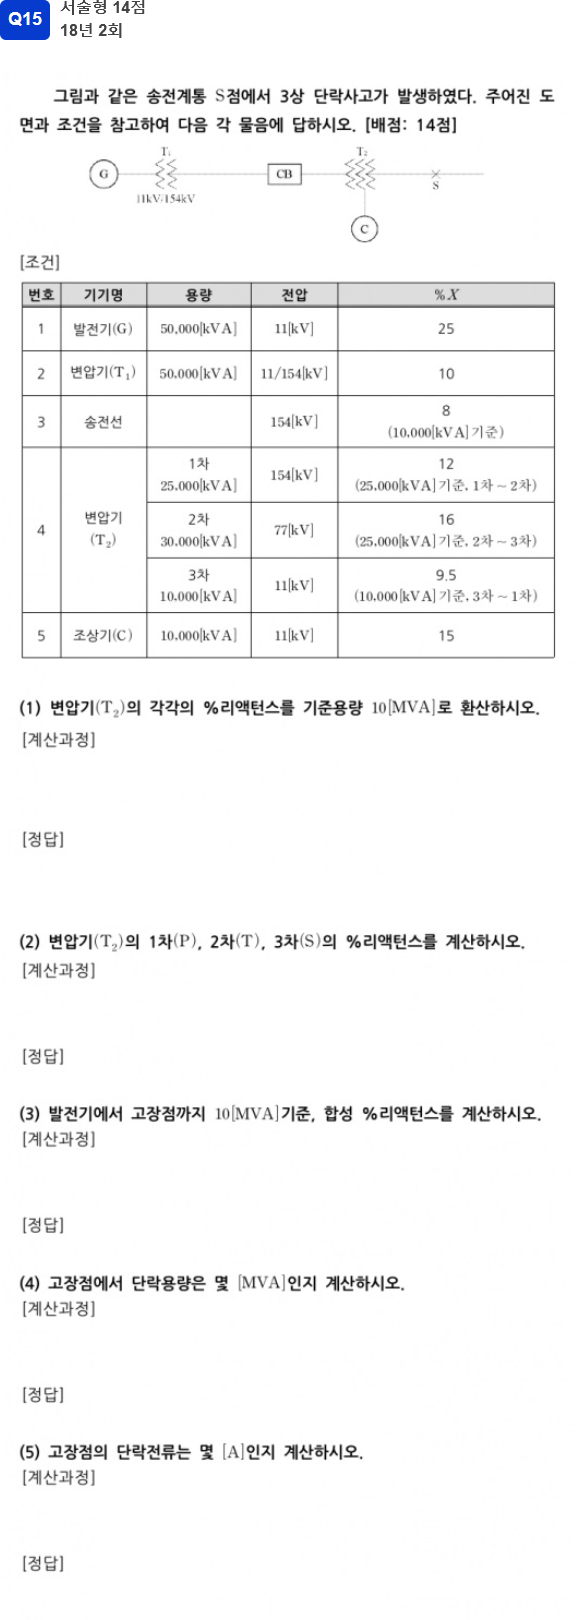 Q15
서술형 14점
18년 2회
그림과 같은 송전계통 S점에서 3상 단락사고가 발생하였다. 주어진 도
면과 조건을 참고하여 다음 각 물음에 답하시오. [배점: 14점]
T₁ T₂
G CB S
11kV/154kV
C
[조건]
번호 기기명 용량 전압 %X
1 발전기(G) 50,000[kVA] 11[kV] 25
2 변압기(T₁) 50.000[kVA] 11/154[kV] 10
3 송전선 154[kV] 8
(10,000[kVA]기준)
4 변압기
(T₂)
1차
25.000[kVA] 154[kV] 12
(25,000[kVA]기준, 1차 ~ 2차)
2차
30.000[kVA] 77[kV] 16
(25,000[kVA]기준, 2차 ~ 3차)
3차
10.000[kVA] 11[kV] 9.5
(10.000[kVA]기준, 3차 ~ 1차)
5 조상기(C) 10.000[kVA] 11[kV] 15
(1) 변압기(T₂)의 각각의 %리액턴스를 기준용량 10[MVA]로 환산하시오.
[계산과정]
[정답]
(2) 변압기(T₂)의 1차(P), 2차(T), 3차(S)의 %리액턴스를 계산하시오.
[계산과정]
[정답]
(3) 발전기에서 고장점까지 10[MVA]기준, 합성 %리액턴스를 계산하시오.
[계산과정]
[정답]
(4) 고장점에서 단락용량은 몇 [MVA]인지 계산하시오.
[계산과정]
[정답]
(5) 고장점의 단락전류는 몇 [A]인지 계산하시오.
[계산과정]
[정답]